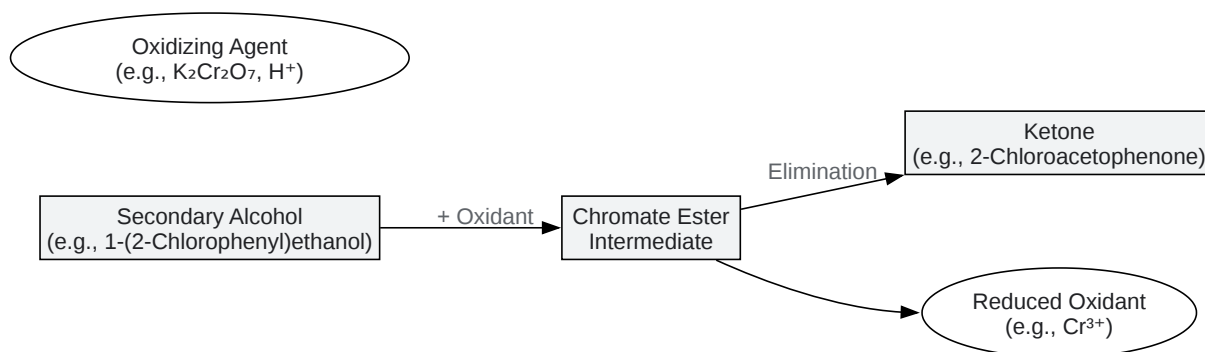 Oxidizing Agent
(e.g., K₂Cr₂O₇, H⁺)
Secondary Alcohol
(e.g., 1-(2-Chlorophenyl)ethanol)
+ Oxidant
Chromate Ester
Intermediate
Elimination
Ketone
(e.g., 2-Chloroacetophenone)
Reduced Oxidant
(e.g., Cr³⁺)